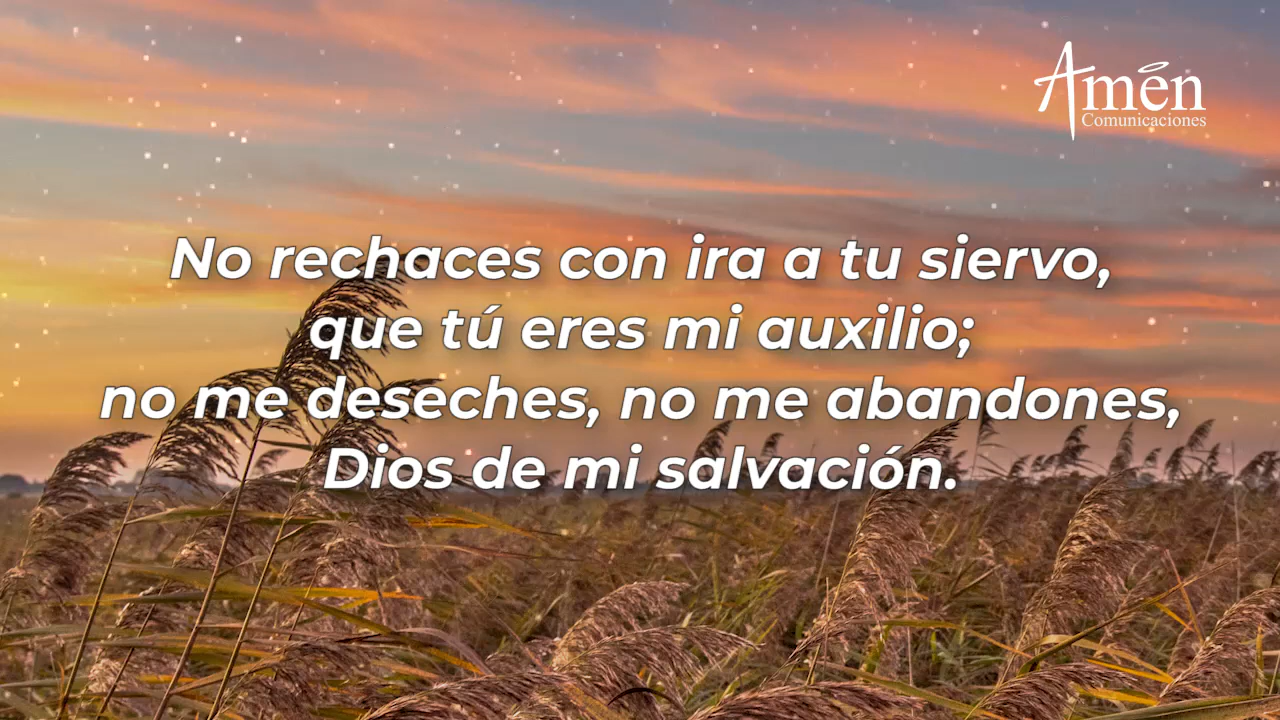 Amén
Comunicaciones
No rechaces con ira a tu siervo,
que tú eres mi auxilio;
no me deseches, no me abandones,
Dios de mi salvación.